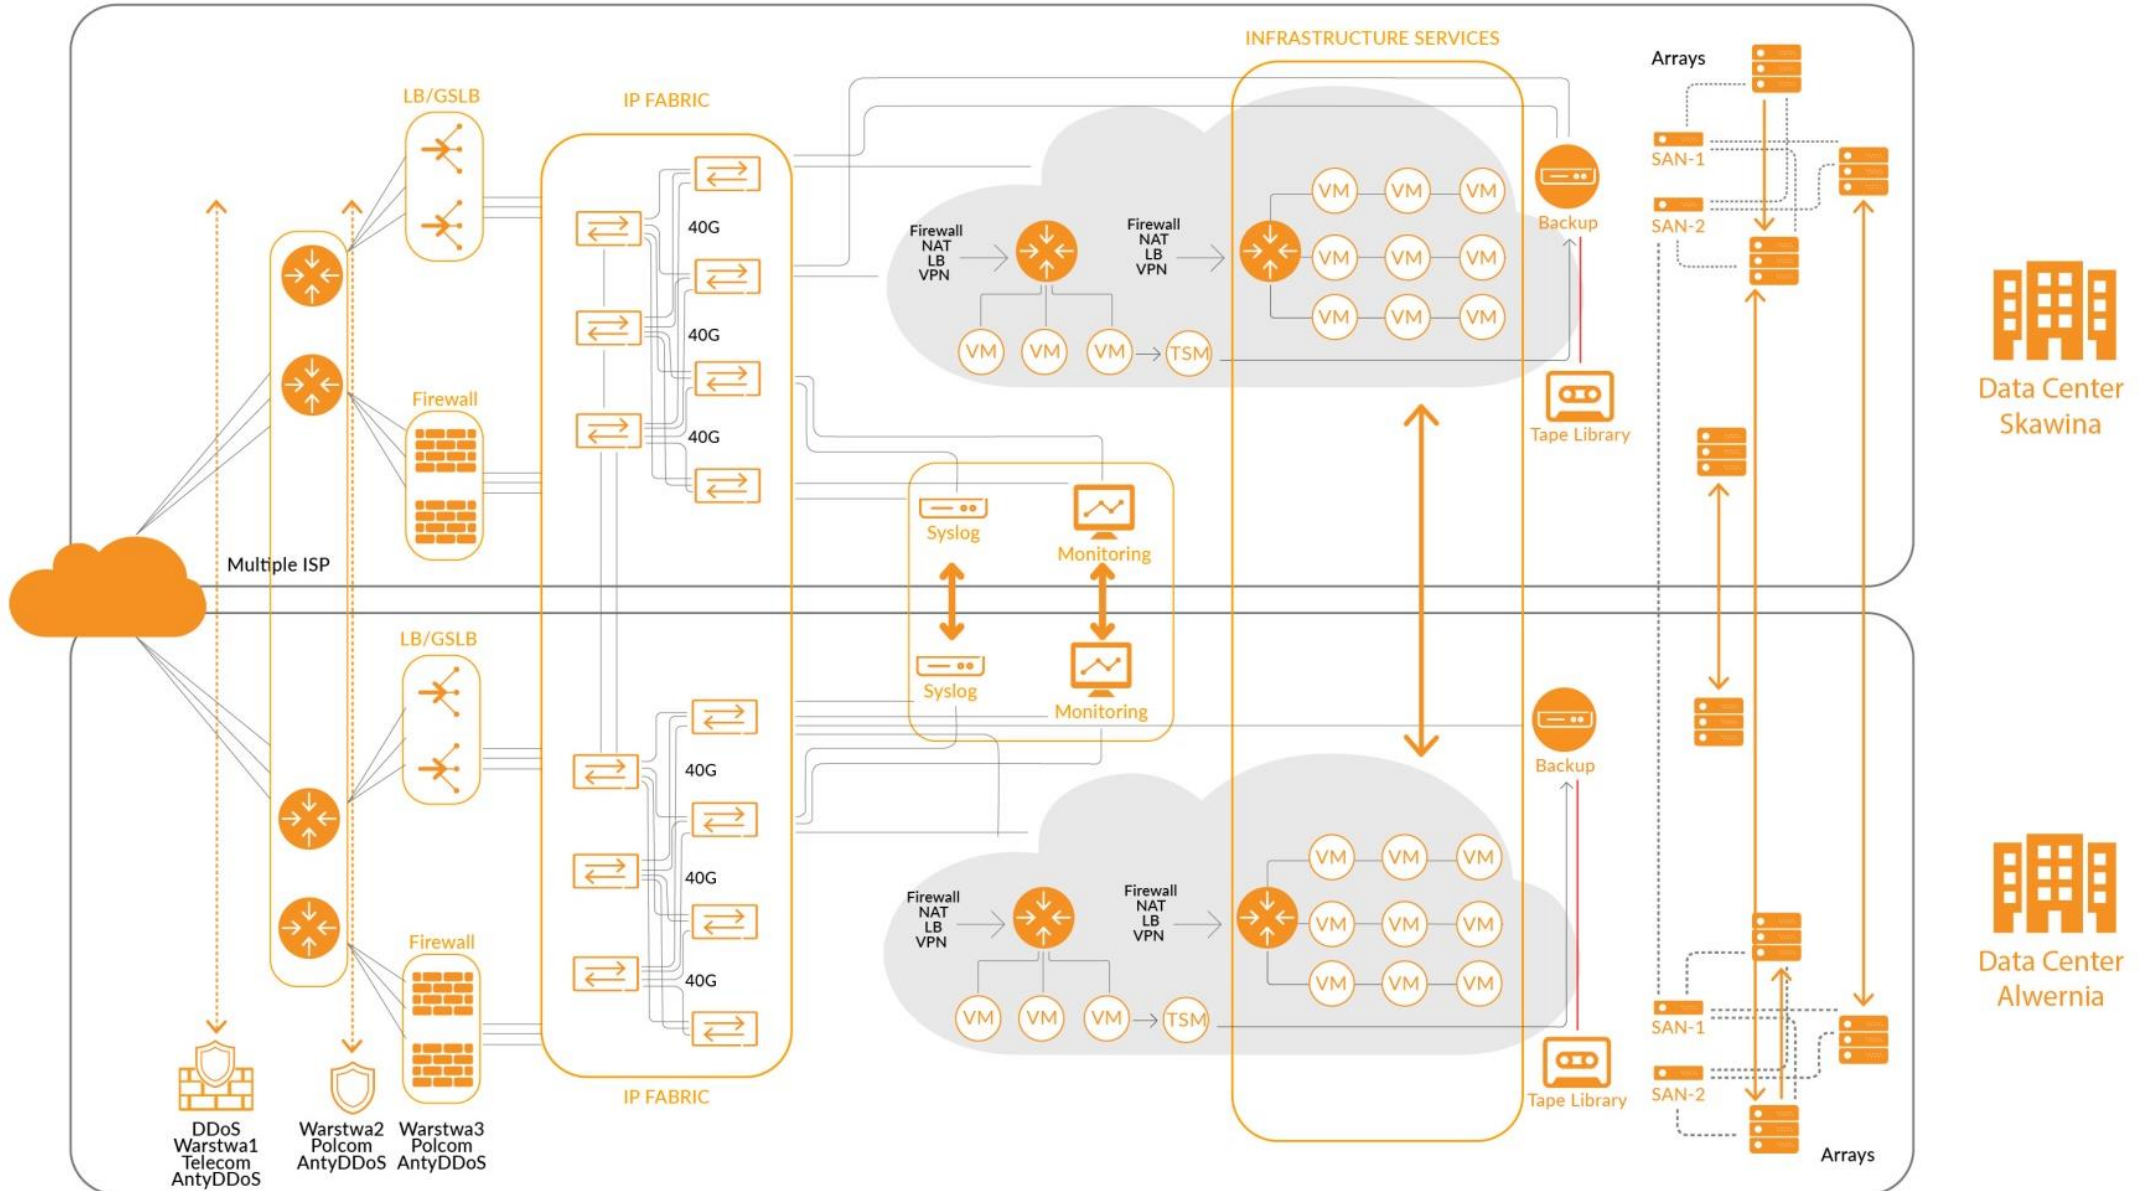 INFRASTRUCTURE SERVICES
Arrays
LB/GSLB
IP FABRIC
SAN-1
40G
VM VM VM
SAN-2
Backup
Firewall
NAT
LB
VPN
Firewall
NAT
LB
VPN
VM VM VM
VM VM VM
40G
VM VM VM TSM
Firewall
40G
Tape Library
Data Center
Skawina
Syslog
Monitoring
Multiple ISP
LB/GSLB
Syslog
Monitoring
40G
Backup
VM VM VM
40G
Firewall
NAT
LB
VPN
Firewall
NAT
LB
VPN
VM VM VM
Firewall
40G
VM VM VM
VM VM VM TSM
Data Center
Alwernia
SAN-1
SAN-2
Tape Library
IP FABRIC
Arrays
DDoS
Warstwa1
Telecom
AntyDDoS
Warstwa2
Polcom
AntyDDoS
Warstwa3
Polcom
AntyDDoS